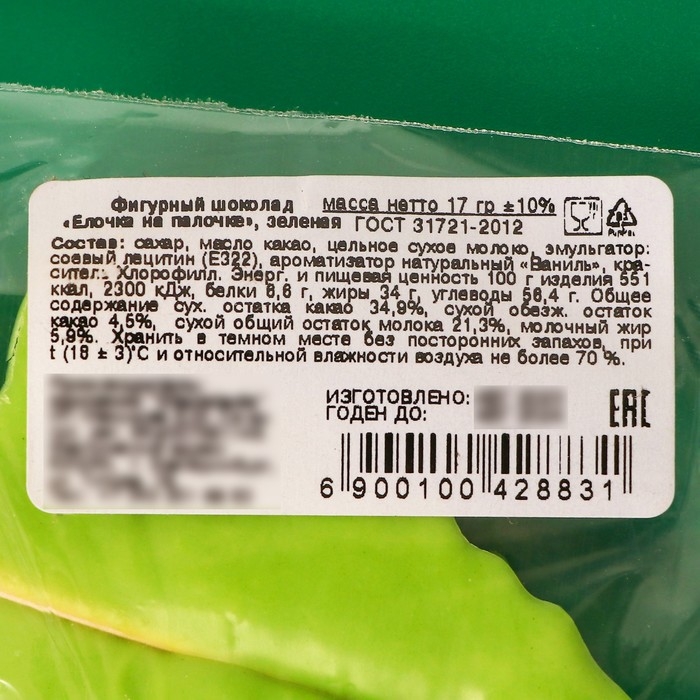 Фигурный шоколад масса нетто 17 гр ±10%
«Елочка на палочке», зеленая ГОСТ 31721-2012
Состав: сахар, масло какао, цельное сухое молоко, эмульгатор:
соевый лецитин (Е322), ароматизатор натуральный «Ваниль», кра-
сител.: Хлорофилл. Энерг. и пищевая ценность 100 г изделия 551
ккал, 2300 кДж, белки 6,6 г, жиры 34 г, углеводы 56,4 г. Общее
содержание сух. остатка какао 34,9%, сухой обезж. остаток
какао 4,5%, сухой общий остаток молока 21,3%, молочный жир
5,9%. Хранить в темном месте без посторонних запахов, при
t (18 ± 3)°C и относительной влажности воздуха не более 70 %.
ИЗГОТОВЛЕНО:
ГОДЕН ДО:
EAC
6 900100 428831